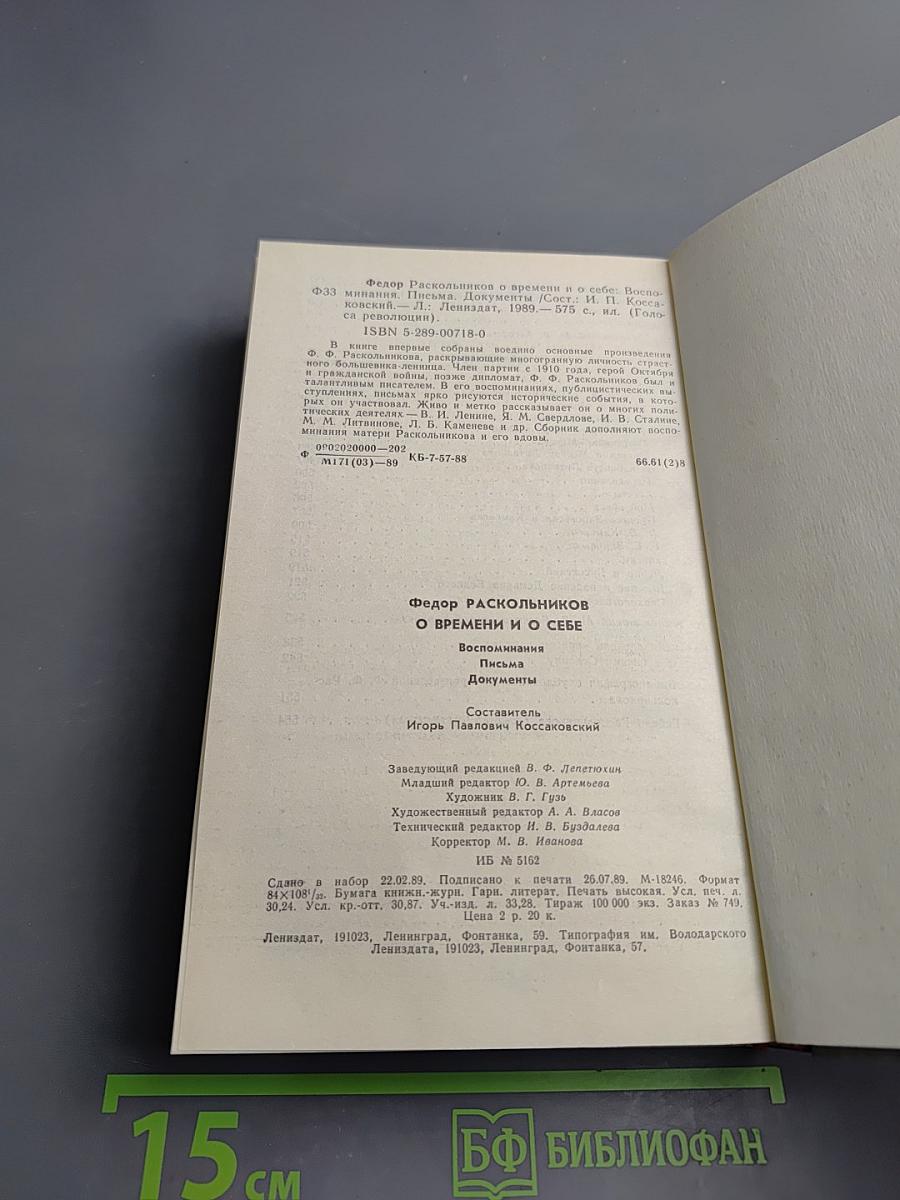 Федор Раскольников о времени и о себе: Воспо-
Ф33 минания. Письма. Документы /Сост.: И. П. Косса-
ковский.— Л.: Лениздат, 1989.— 575 с., ил. (Голо-
са революции).
ISBN 5-289-00718-0
В книге впервые собраны воедино основные произведения
Ф. Ф. Раскольникова, раскрывающие многогранную личность страст-
ного большевика-ленинца. Член партии с 1910 года, герой Октября
и гражданской войны, позже дипломат, Ф. Ф. Раскольников был и
талантливым писателем. В его воспоминаниях, публицистических вы-
ступлениях, письмах ярко рисуются исторические события, в кото-
рых он участвовал. Живо и метко рассказывает он о многих поли-
тических деятелях — В. И. Ленине, Я. М. Свердлове, И. В. Сталине,
М. М. Литвинове, Л. Б. Каменеве и др. Сборник дополняют воспо-
минания матери Раскольникова и его вдовы.
Ф 0902020000—202
М171(03)—89 КБ-7-57-88 66.61(2)8
Федор РАСКОЛЬНИКОВ
О ВРЕМЕНИ И О СЕБЕ
Воспоминания
Письма
Документы
Составитель
Игорь Павлович Коссаковский
Заведующий редакцией В. Ф. Лепетюхин
Младший редактор Ю. В. Артемьева
Художник В. Г. Гузь
Художественный редактор А. А. Власов
Технический редактор И. В. Буздалева
Корректор М. В. Иванова
ИБ № 5162
Сдано в набор 22.02.89. Подписано к печати 26.07.89. М-18246. Формат
84×108¹/₃₂. Бумага книжн.-журн. Гарн. литерат. Печать высокая. Усл. печ. л.
30,24. Усл. кр.-отт. 30,87. Уч.-изд. л. 33,28. Тираж 100 000 экз. Заказ № 749.
Цена 2 р. 20 к.
Лениздат, 191023, Ленинград, Фонтанка, 59. Типография им. Володарского
Лениздата, 191023, Ленинград, Фонтанка, 57.
15 см
БФ БИБЛИОФАН